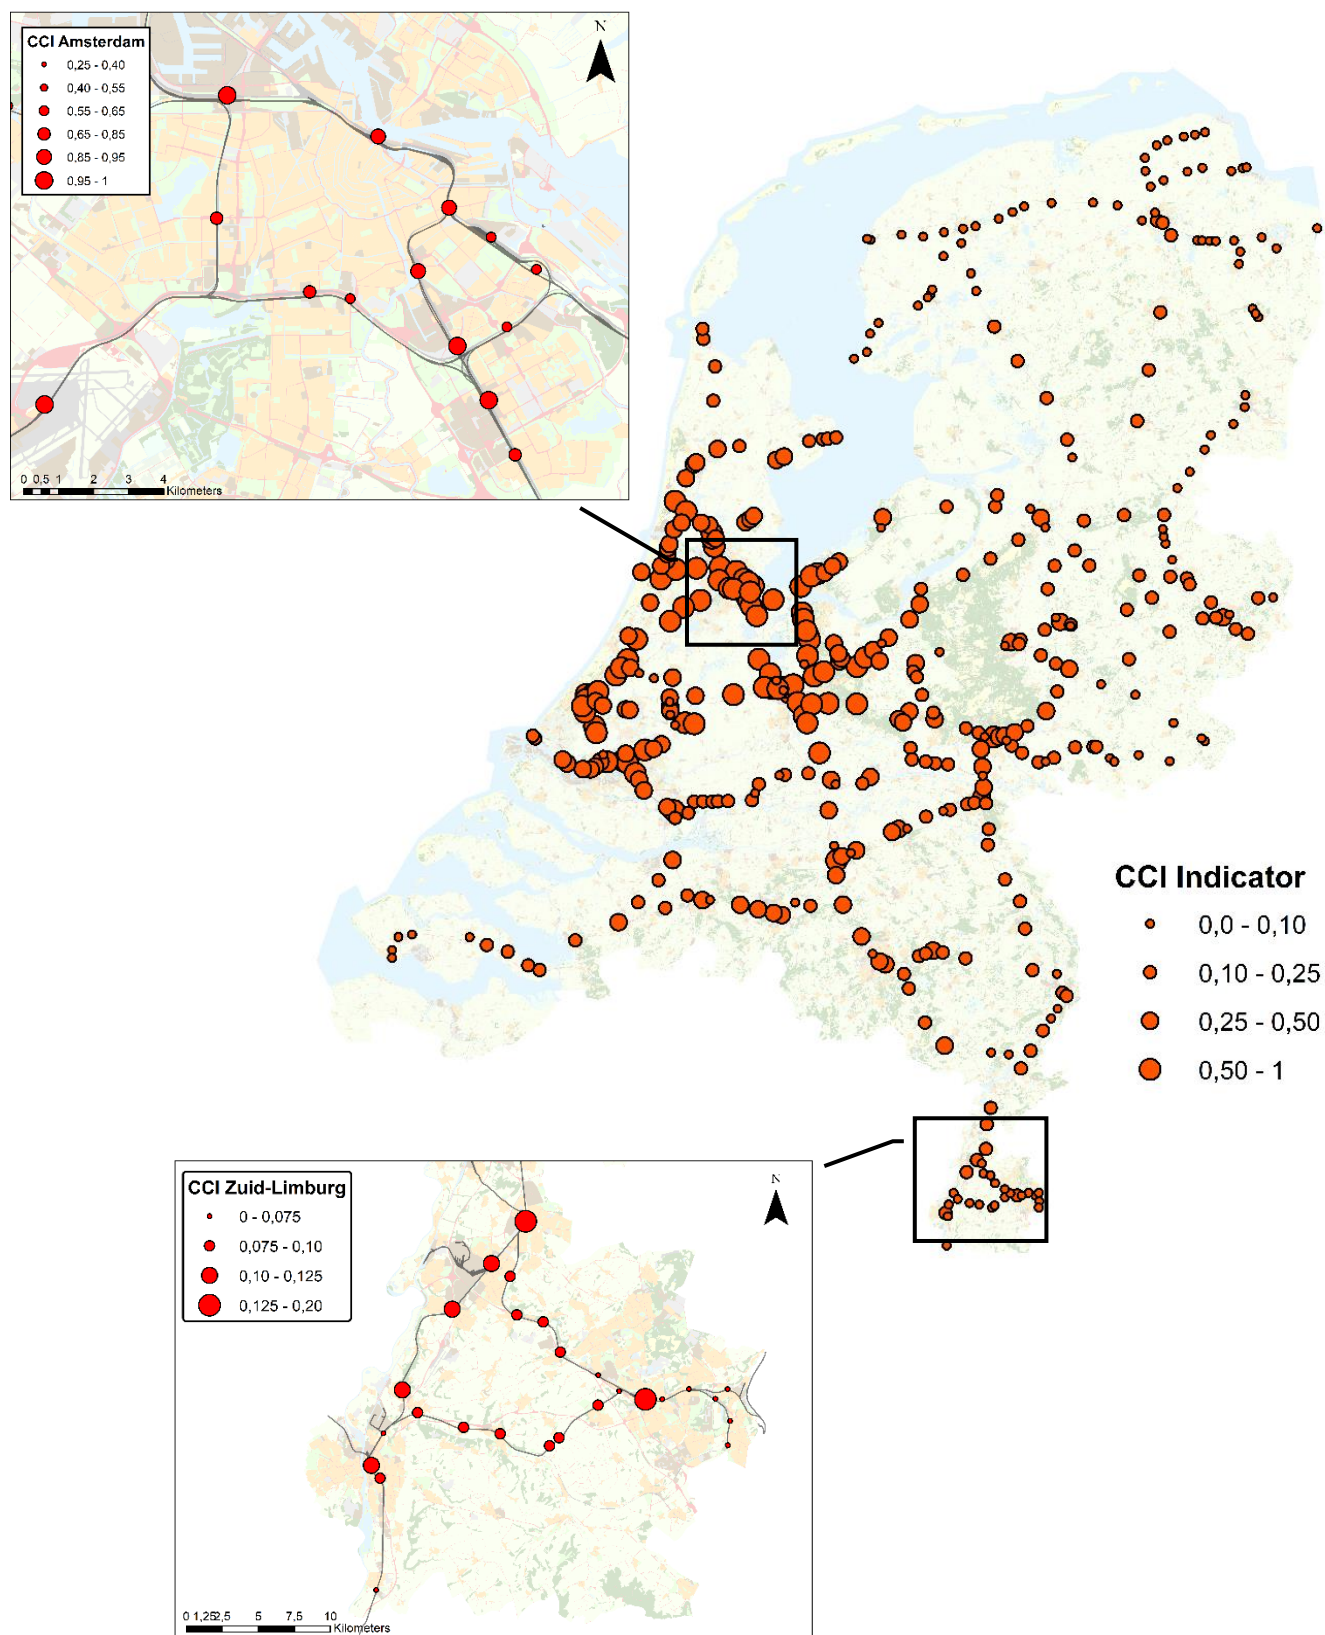 CCI Amsterdam
0,25 - 0,40
0,40 - 0,55
0,55 - 0,65
0,65 - 0,85
0,85 - 0,95
0,95 - 1
N
0 0,5 1 2 3 4
Kilometers
CCI Indicator
0,0 - 0,10
0,10 - 0,25
0,25 - 0,50
0,50 - 1
CCI Zuid-Limburg
0 - 0,075
0,075 - 0,10
0,10 - 0,125
0,125 - 0,20
N
0 1,252,5 5 7,5 10
Kilometers